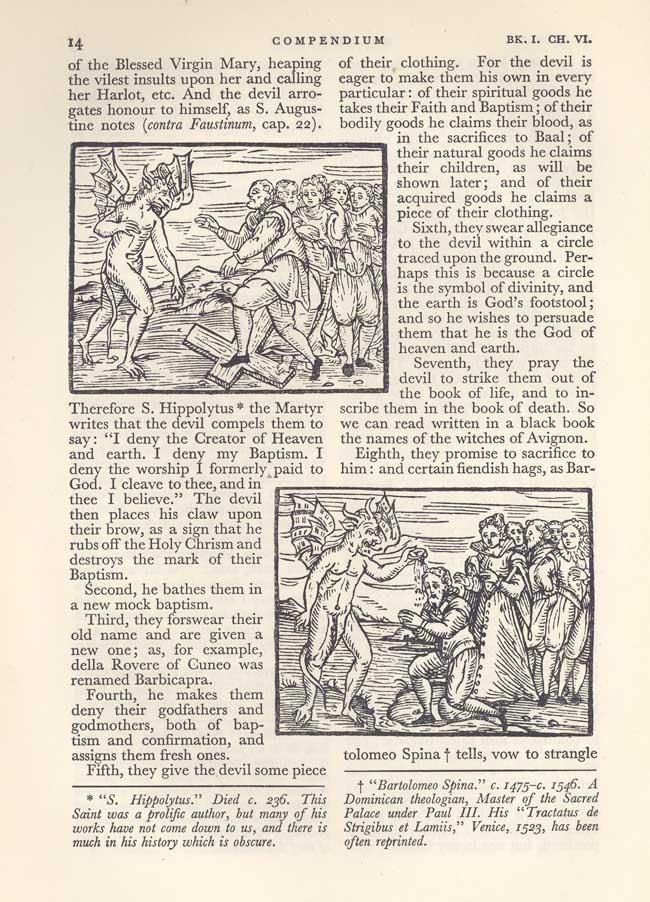 14
COMPENDIUM
BK. I. CH. VI.
of the Blessed Virgin Mary, heaping
the vilest insults upon her and calling
her Harlot, etc. And the devil arro-
gates honour to himself, as S. Augus-
tine notes (contra Faustinum, cap. 22).
Therefore S. Hippolytus * the Martyr
writes that the devil compels them to
say: "I deny the Creator of Heaven
and earth. I deny my Baptism. I
deny the worship I formerly paid to
God. I cleave to thee, and in
thee I believe." The devil
then places his claw upon
their brow, as a sign that he
rubs off the Holy Chrism and
destroys the mark of their
Baptism.
Second, he bathes them in
a new mock baptism.
Third, they forswear their
old name and are given a
new one; as, for example,
della Rovere of Cuneo was
renamed Barbicapra.
Fourth, he makes them
deny their godfathers and
godmothers, both of bap-
tism and confirmation, and
assigns them fresh ones.
Fifth, they give the devil some piece
* "S. Hippolytus." Died c. 236. This
Saint was a prolific author, but many of his
works have not come down to us, and there is
much in his history which is obscure.
of their clothing. For the devil is
eager to make them his own in every
particular: of their spiritual goods he
takes their Faith and Baptism; of their
bodily goods he claims their blood, as
in the sacrifices to Baal; of
their natural goods he claims
their children, as will be
shown later; and of their
acquired goods he claims a
piece of their clothing.
Sixth, they swear allegiance
to the devil within a circle
traced upon the ground. Per-
haps this is because a circle
is the symbol of divinity, and
the earth is God's footstool;
and so he wishes to persuade
them that he is the God of
heaven and earth.
Seventh, they pray the
devil to strike them out of
the book of life, and to in-
scribe them in the book of death. So
we can read written in a black book
the names of the witches of Avignon.
Eighth, they promise to sacrifice to
him: and certain fiendish hags, as Bar-
tolomeo Spina † tells, vow to strangle
† "Bartolomeo Spina." c. 1475-c. 1546. A
Dominican theologian, Master of the Sacred
Palace under Paul III. His "Tractatus de
Strigibus et Lamiis," Venice, 1523, has been
often reprinted.